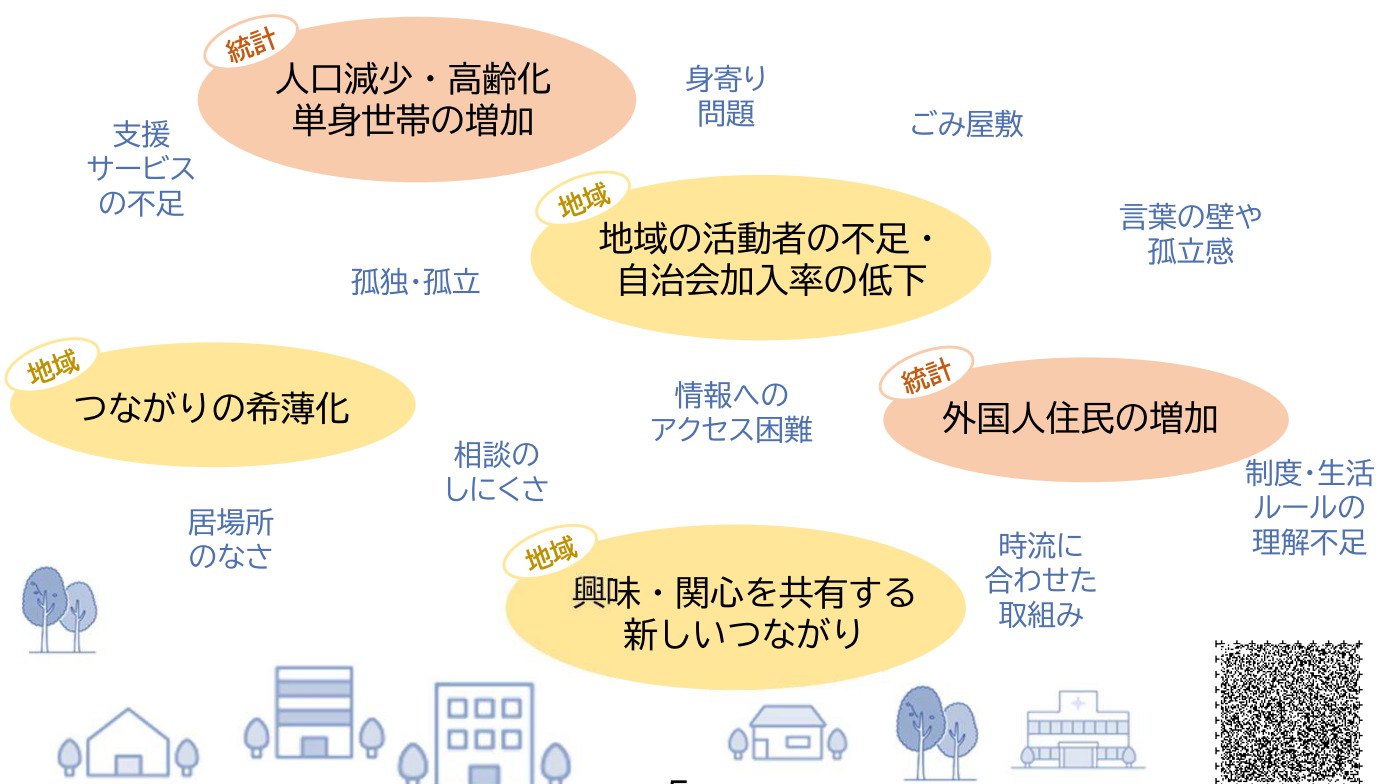 統計
人口減少・高齢化
単身世帯の増加
身寄り
問題
ごみ屋敷
支援
サービス
の不足
地域
地域の活動者の不足・
自治会加入率の低下
言葉の壁や
孤立感
孤独・孤立
地域
つながりの希薄化
情報への
アクセス困難
統計
外国人住民の増加
相談の
しにくさ
制度・生活
ルールの
理解不足
居場所
のなさ
地域
興味・関心を共有する
新しいつながり
時流に
合わせた
取組み